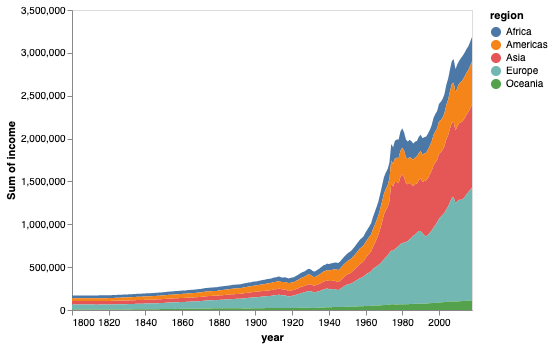 3,500,000
3,000,000
2,500,000
2,000,000
1,500,000
1,000,000
500,000
0
Sum of income
1800 1820 1840 1860 1880 1900 1920 1940 1960 1980 2000
year
region
Africa
Americas
Asia
Europe
Oceania